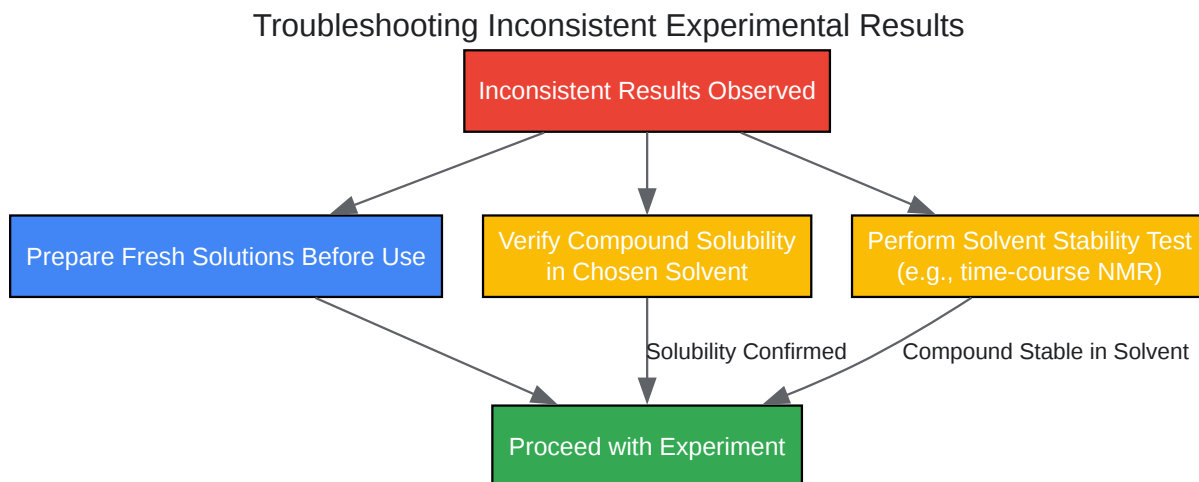 Troubleshooting Inconsistent Experimental Results
Inconsistent Results Observed
Prepare Fresh Solutions Before Use
Verify Compound Solubility
in Chosen Solvent
Perform Solvent Stability Test
(e.g., time-course NMR)
Solubility Confirmed
Compound Stable in Solvent
Proceed with Experiment